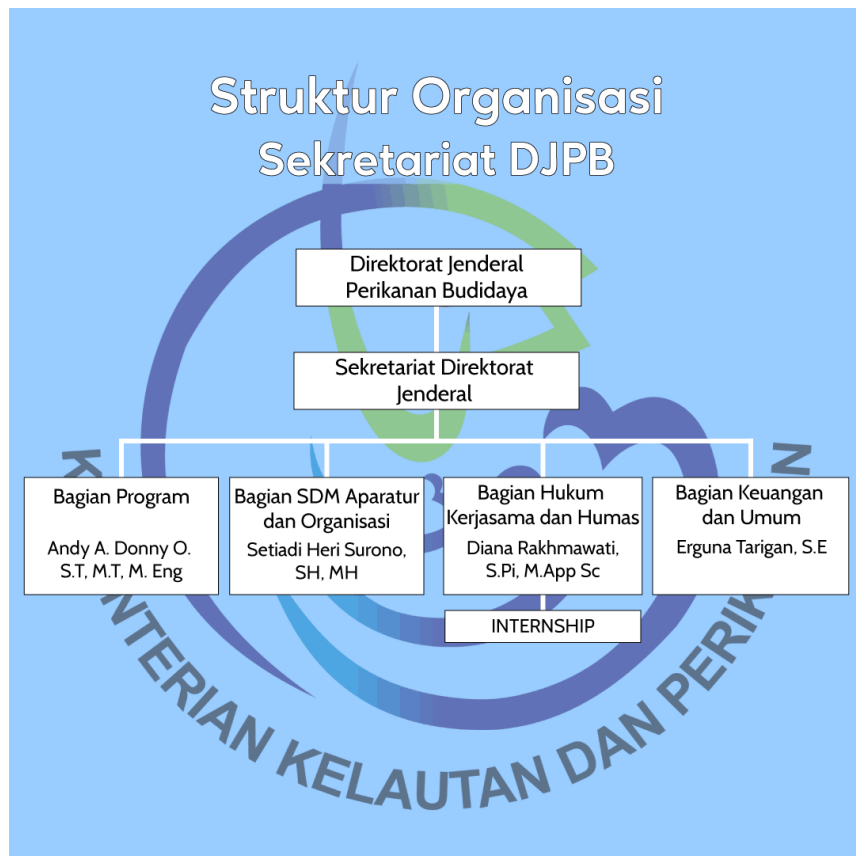 Struktur Organisasi
Sekretariat DJPB
Direktorat Jenderal
Perikanan Budidaya
Sekretariat Direktorat
Jenderal
Bagian Program
Andy A. Donny O.
S.T, M.T, M. Eng
Bagian SDM Aparatur
dan Organisasi
Setiadi Heri Surono,
SH, MH
Bagian Hukum
Kerjasama dan Humas
Diana Rakhmawati,
S.Pi, M.App Sc
Bagian Keuangan
dan Umum
Erguna Tarigan, S.E
INTERNSHIP
KELAUTAN DAN